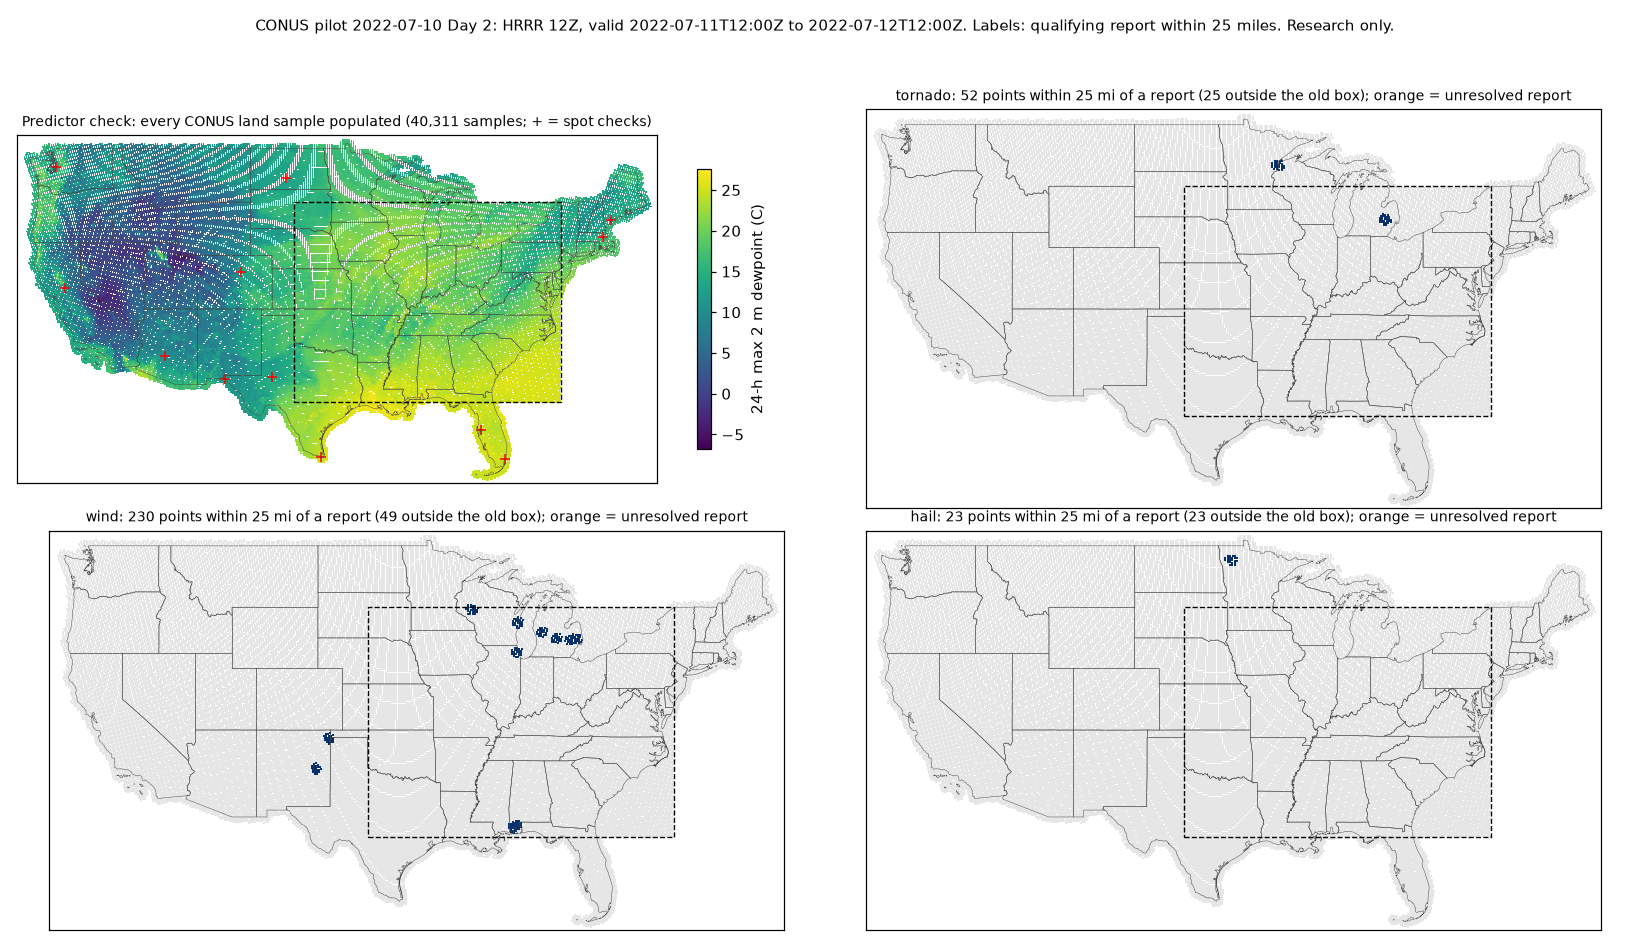 CONUS pilot 2022-07-10 Day 2: HRRR 12Z, valid 2022-07-11T12:00Z to 2022-07-12T12:00Z. Labels: qualifying report within 25 miles. Research only.
Predictor check: every CONUS land sample populated (40,311 samples; + = spot checks)
25
20
15
10
5
0
−5
24-h max 2 m dewpoint (C)
tornado: 52 points within 25 mi of a report (25 outside the old box); orange = unresolved report
wind: 230 points within 25 mi of a report (49 outside the old box); orange = unresolved report
hail: 23 points within 25 mi of a report (23 outside the old box); orange = unresolved report